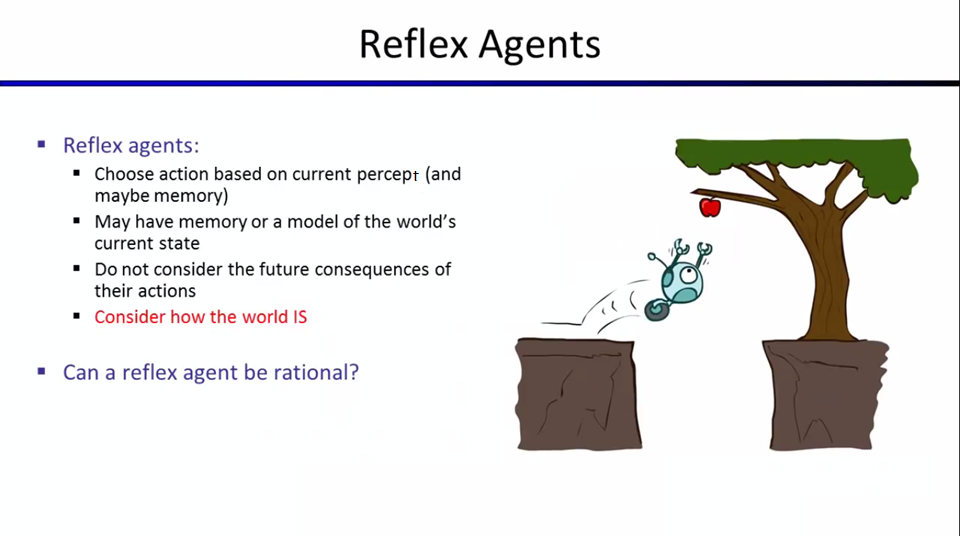 Reflex Agents
Reflex agents:
Choose action based on current percept (and
maybe memory)
May have memory or a model of the world's
current state
Do not consider the future consequences of
their actions
Consider how the world IS
Can a reflex agent be rational?